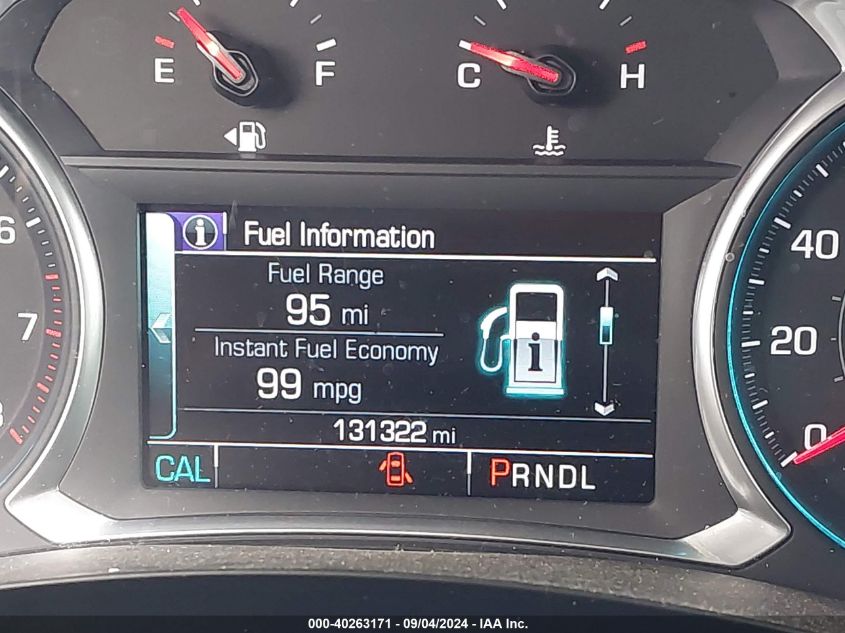 E F C H
Fuel Information
Fuel Range
95 mi
Instant Fuel Economy
99 mpg
131322 mi
CAL PRNDL
6
7
8
40
20
0
000-40263171 - 09/04/2024 - IAA Inc.